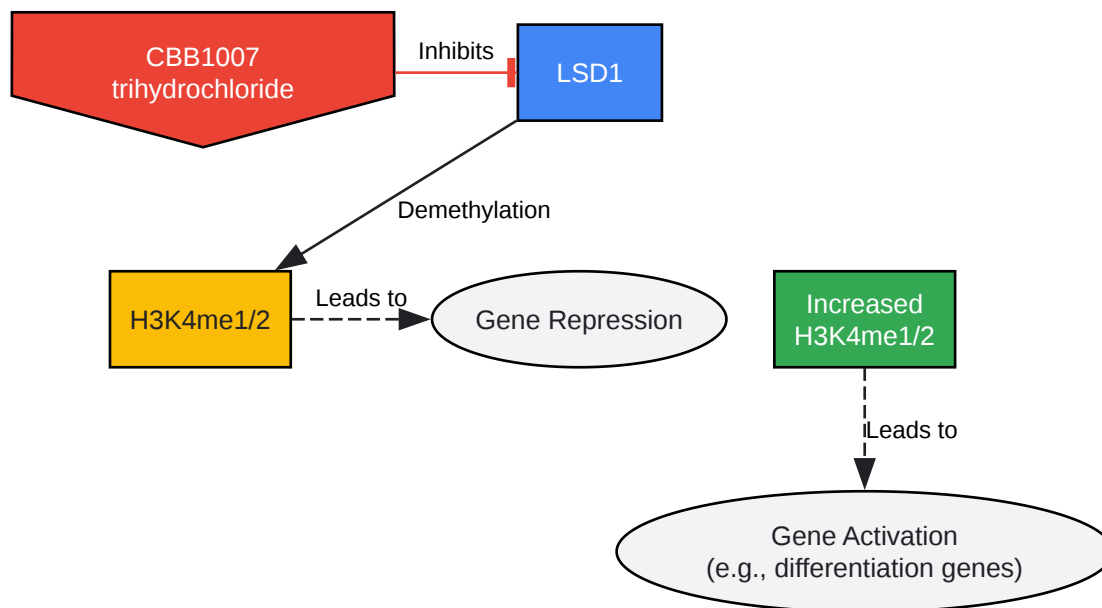 CBB1007
trihydrochloride
Inhibits
LSD1
Demethylation
H3K4me1/2
Leads to
Gene Repression
Increased
H3K4me1/2
Leads to
Gene Activation
(e.g., differentiation genes)